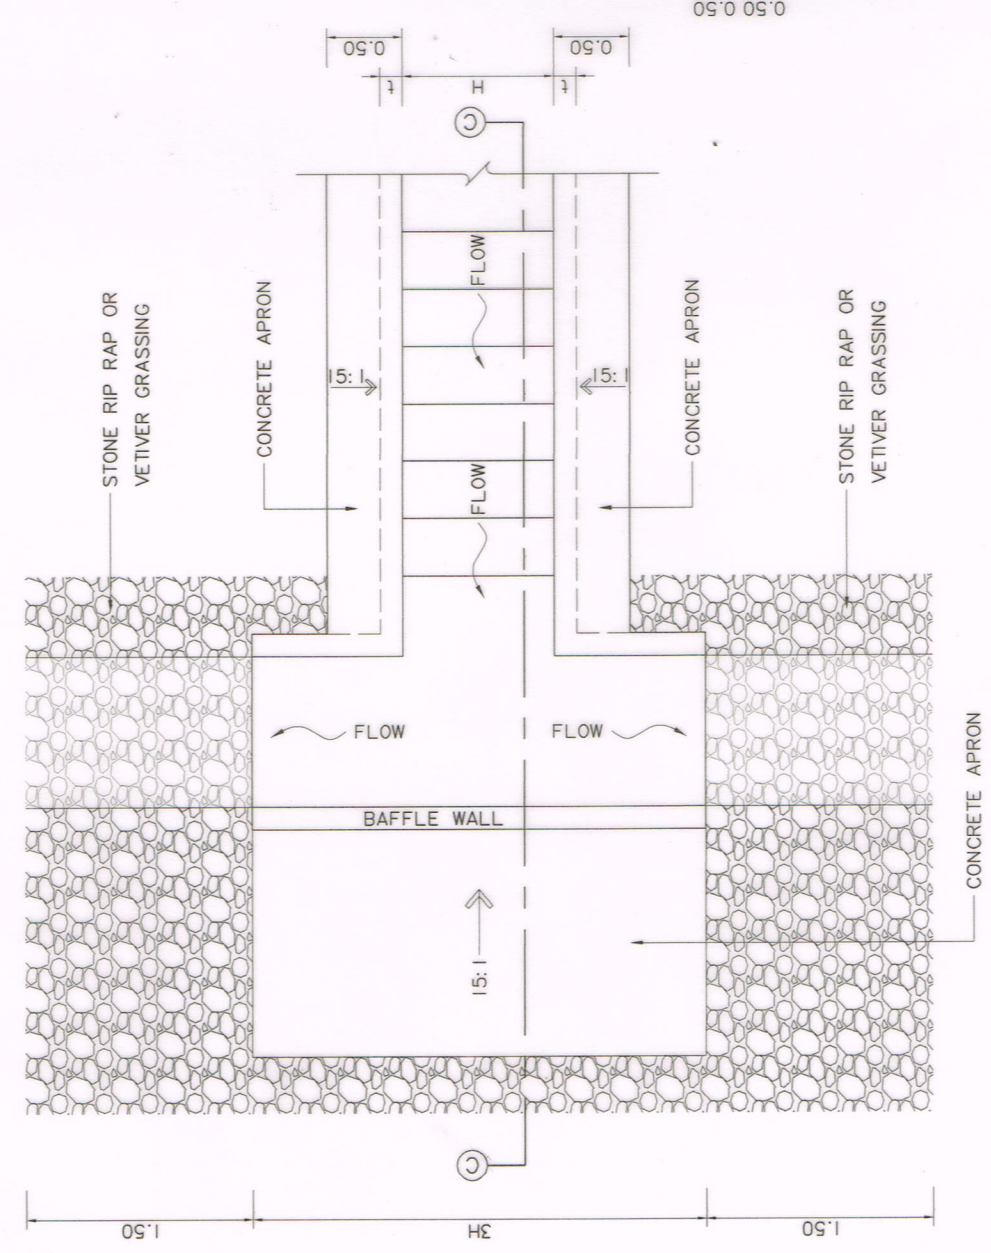 0.50 0.50
0.50
0.50
t
H
t
C
FLOW
STONE RIP RAP OR
VETIVER GRASSING
CONCRETE APRON
15:1
15:1
CONCRETE APRON
STONE RIP RAP OR
VETIVER GRASSING
FLOW
FLOW
FLOW
BAFFLE WALL
CONCRETE APRON
15:1
C
1.50
3H
1.50